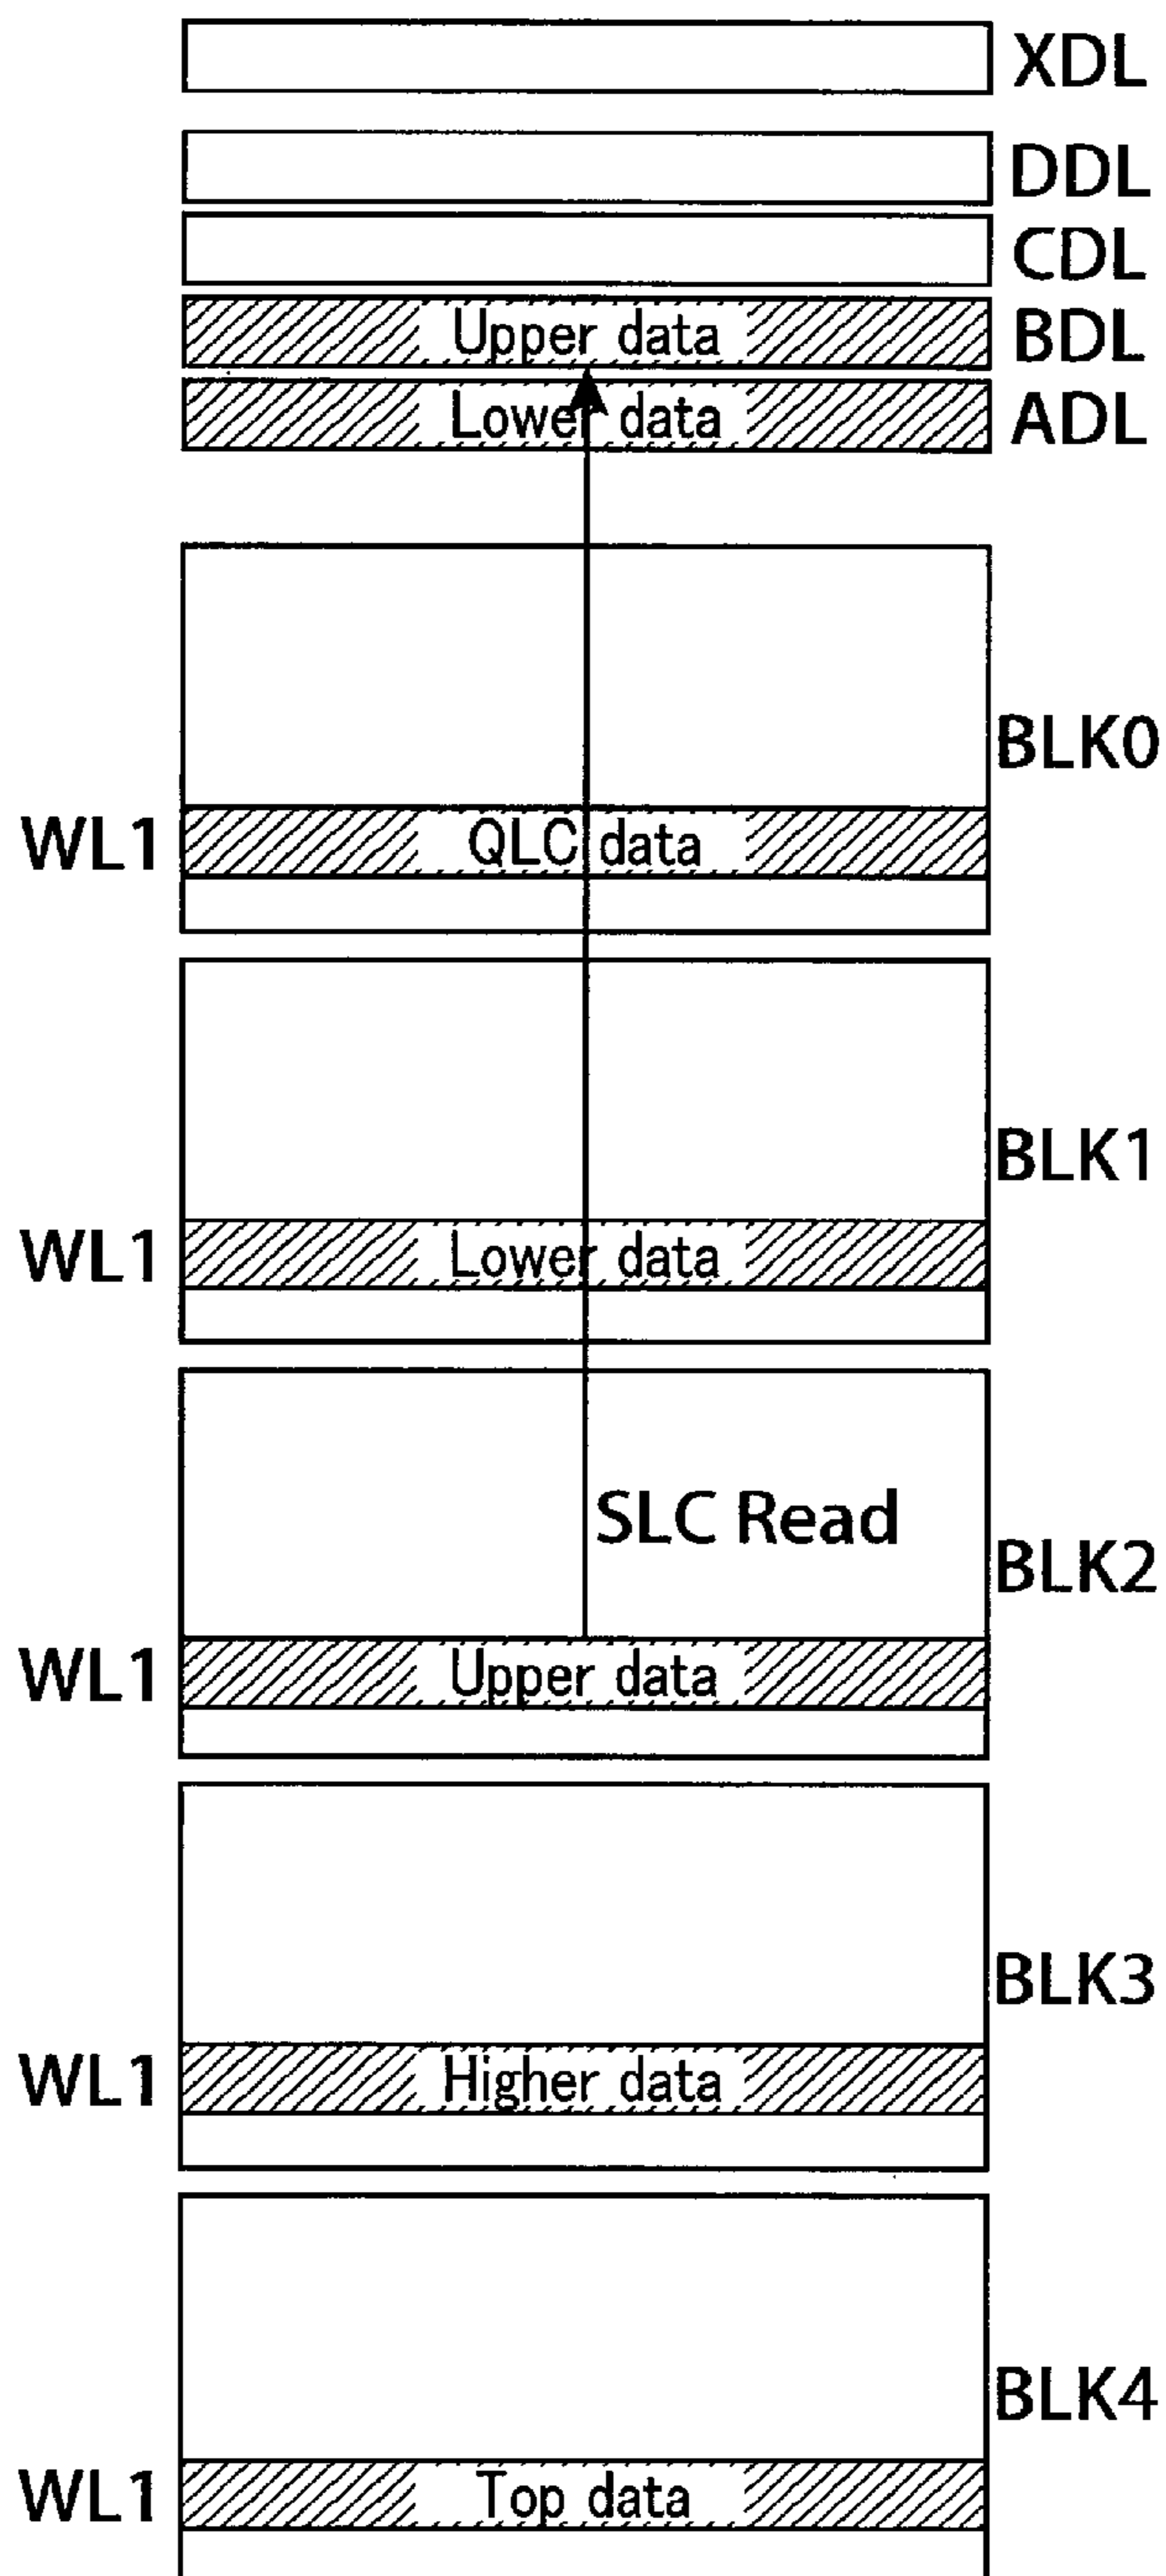 XDL
DDL
CDL
Upper data BDL
Lower data ADL
BLK0
WL1 QLC data
BLK1
WL1 Lower data
SLC Read
BLK2
WL1 Upper data
BLK3
WL1 Higher data
BLK4
WL1 Top data